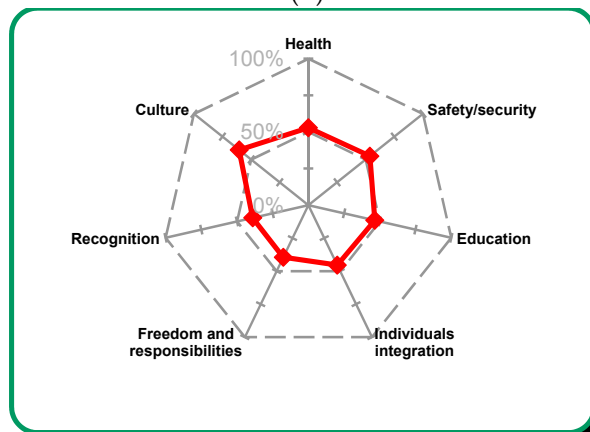 Health
100%
Culture
Safety/security
50%
0%
Recognition
Education
Freedom and
responsibilities
Individuals
integration